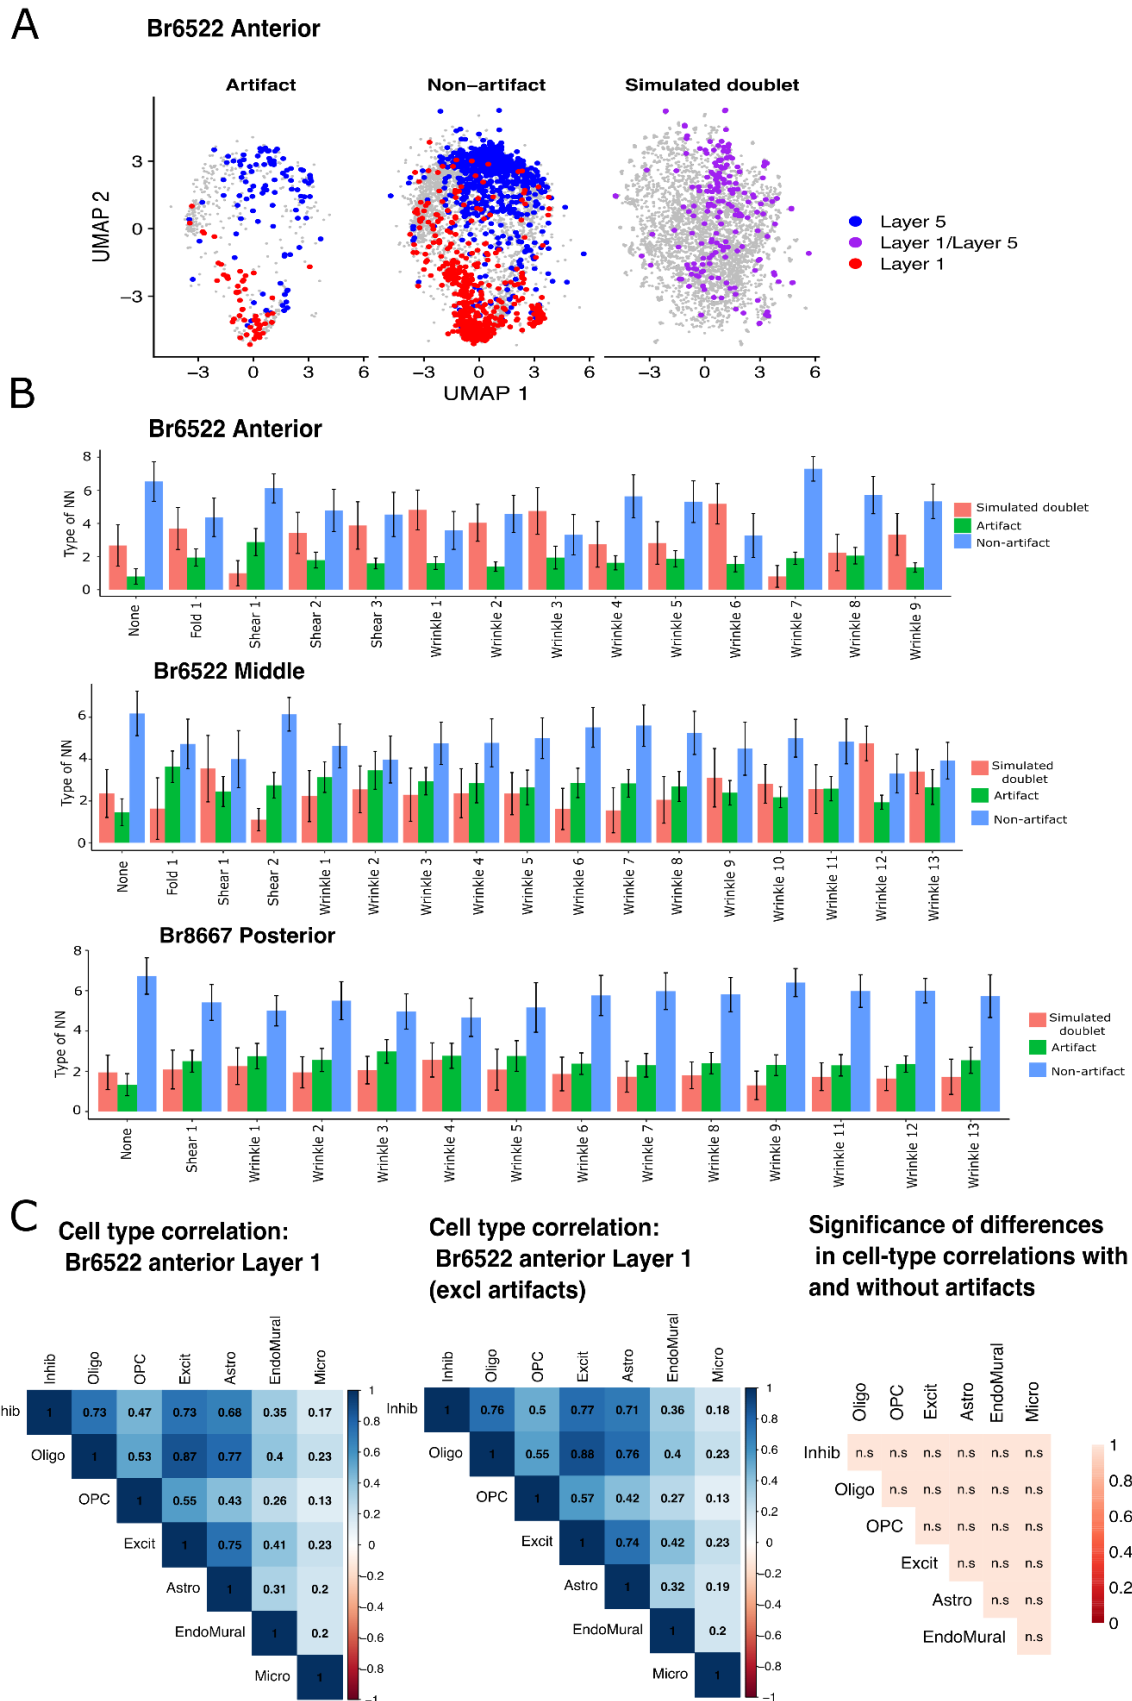 A
Br6522 Anterior
Artifact
Non−artifact
Simulated doublet
UMAP 2
3
0
−3
−3 0 3 6
−3 0 3 6
−3 0 3 6
UMAP 1
Layer 5
Layer 1/Layer 5
Layer 1
B
Br6522 Anterior
Type of NN
8
6
4
2
0
None
Fold 1
Shear 1
Shear 2
Shear 3
Wrinkle 1
Wrinkle 2
Wrinkle 3
Wrinkle 4
Wrinkle 5
Wrinkle 6
Wrinkle 7
Wrinkle 8
Wrinkle 9
Simulated doublet
Artifact
Non-artifact
Br6522 Middle
Type of NN
6
4
2
0
None
Fold 1
Shear 1
Shear 2
Wrinkle 1
Wrinkle 2
Wrinkle 3
Wrinkle 4
Wrinkle 5
Wrinkle 6
Wrinkle 7
Wrinkle 8
Wrinkle 9
Wrinkle 10
Wrinkle 11
Wrinkle 12
Wrinkle 13
Simulated
doublet
Artifact
Non-artifact
Br8667 Posterior
Type of NN
8
6
4
2
0
None
Shear 1
Wrinkle 1
Wrinkle 2
Wrinkle 3
Wrinkle 4
Wrinkle 5
Wrinkle 6
Wrinkle 7
Wrinkle 8
Wrinkle 9
Wrinkle 11
Wrinkle 12
Wrinkle 13
Simulated
doublet
Artifact
Non-artifact
C
Cell type correlation:
Br6522 anterior Layer 1
Inhib Oligo OPC Excit Astro EndoMural Micro
hib 1 0.73 0.47 0.73 0.68 0.35 0.17
Oligo 1 0.53 0.87 0.77 0.4 0.23
OPC 1 0.55 0.43 0.26 0.13
Excit 1 0.75 0.41 0.23
Astro 1 0.31 0.2
EndoMural 1 0.2
Micro 1
1
0.8
0.6
0.4
0.2
0
−0.2
−0.4
−0.6
−0.8
−1
Cell type correlation:
Br6522 anterior Layer 1
(excl artifacts)
Inhib Oligo OPC Excit Astro EndoMural Micro
Inhib 1 0.76 0.5 0.77 0.71 0.36 0.18
Oligo 1 0.55 0.88 0.76 0.4 0.23
OPC 1 0.57 0.42 0.27 0.13
Excit 1 0.74 0.42 0.23
Astro 1 0.32 0.19
EndoMural 1 0.2
Micro 1
1
0.8
0.6
0.4
0.2
0
−0.2
−0.4
−0.6
−0.8
−1
Significance of differences
in cell-type correlations with
and without artifacts
Oligo OPC Excit Astro EndoMural Micro
Inhib n.s n.s n.s n.s n.s n.s
Oligo n.s n.s n.s n.s n.s
OPC n.s n.s n.s n.s
Excit n.s n.s n.s
Astro n.s n.s
EndoMural n.s
1
0.8
0.6
0.4
0.2
0